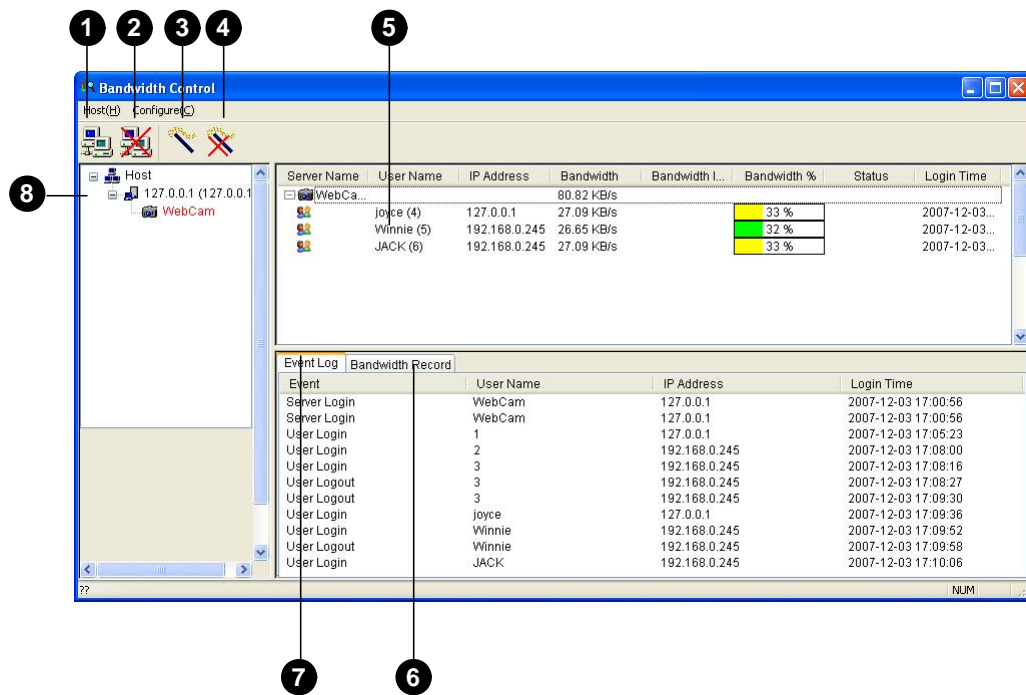 1 2 3 4 5
Bandwidth Control
Host(H) Configure(C)
8
Host
127.0.0.1 (127.0.0.1
WebCam
Server Name User Name IP Address Bandwidth Bandwidth l... Bandwidth % Status Login Time
WebCa... 80.82 KB/s
joyce (4) 127.0.0.1 27.09 KB/s 33 % 2007-12-03...
Winnie (5) 192.168.0.245 26.65 KB/s 32 % 2007-12-03...
JACK (6) 192.168.0.245 27.09 KB/s 33 % 2007-12-03...
Event Log Bandwidth Record
Event User Name IP Address Login Time
Server Login WebCam 127.0.0.1 2007-12-03 17:00:56
Server Login WebCam 127.0.0.1 2007-12-03 17:00:56
User Login 1 127.0.0.1 2007-12-03 17:05:23
User Login 2 192.168.0.245 2007-12-03 17:08:00
User Login 3 192.168.0.245 2007-12-03 17:08:16
User Logout 3 192.168.0.245 2007-12-03 17:08:27
User Logout 3 192.168.0.245 2007-12-03 17:09:30
User Login joyce 127.0.0.1 2007-12-03 17:09:36
User Login Winnie 192.168.0.245 2007-12-03 17:09:52
User Logout Winnie 192.168.0.245 2007-12-03 17:09:58
User Login JACK 192.168.0.245 2007-12-03 17:10:06
?? NUM
7 6